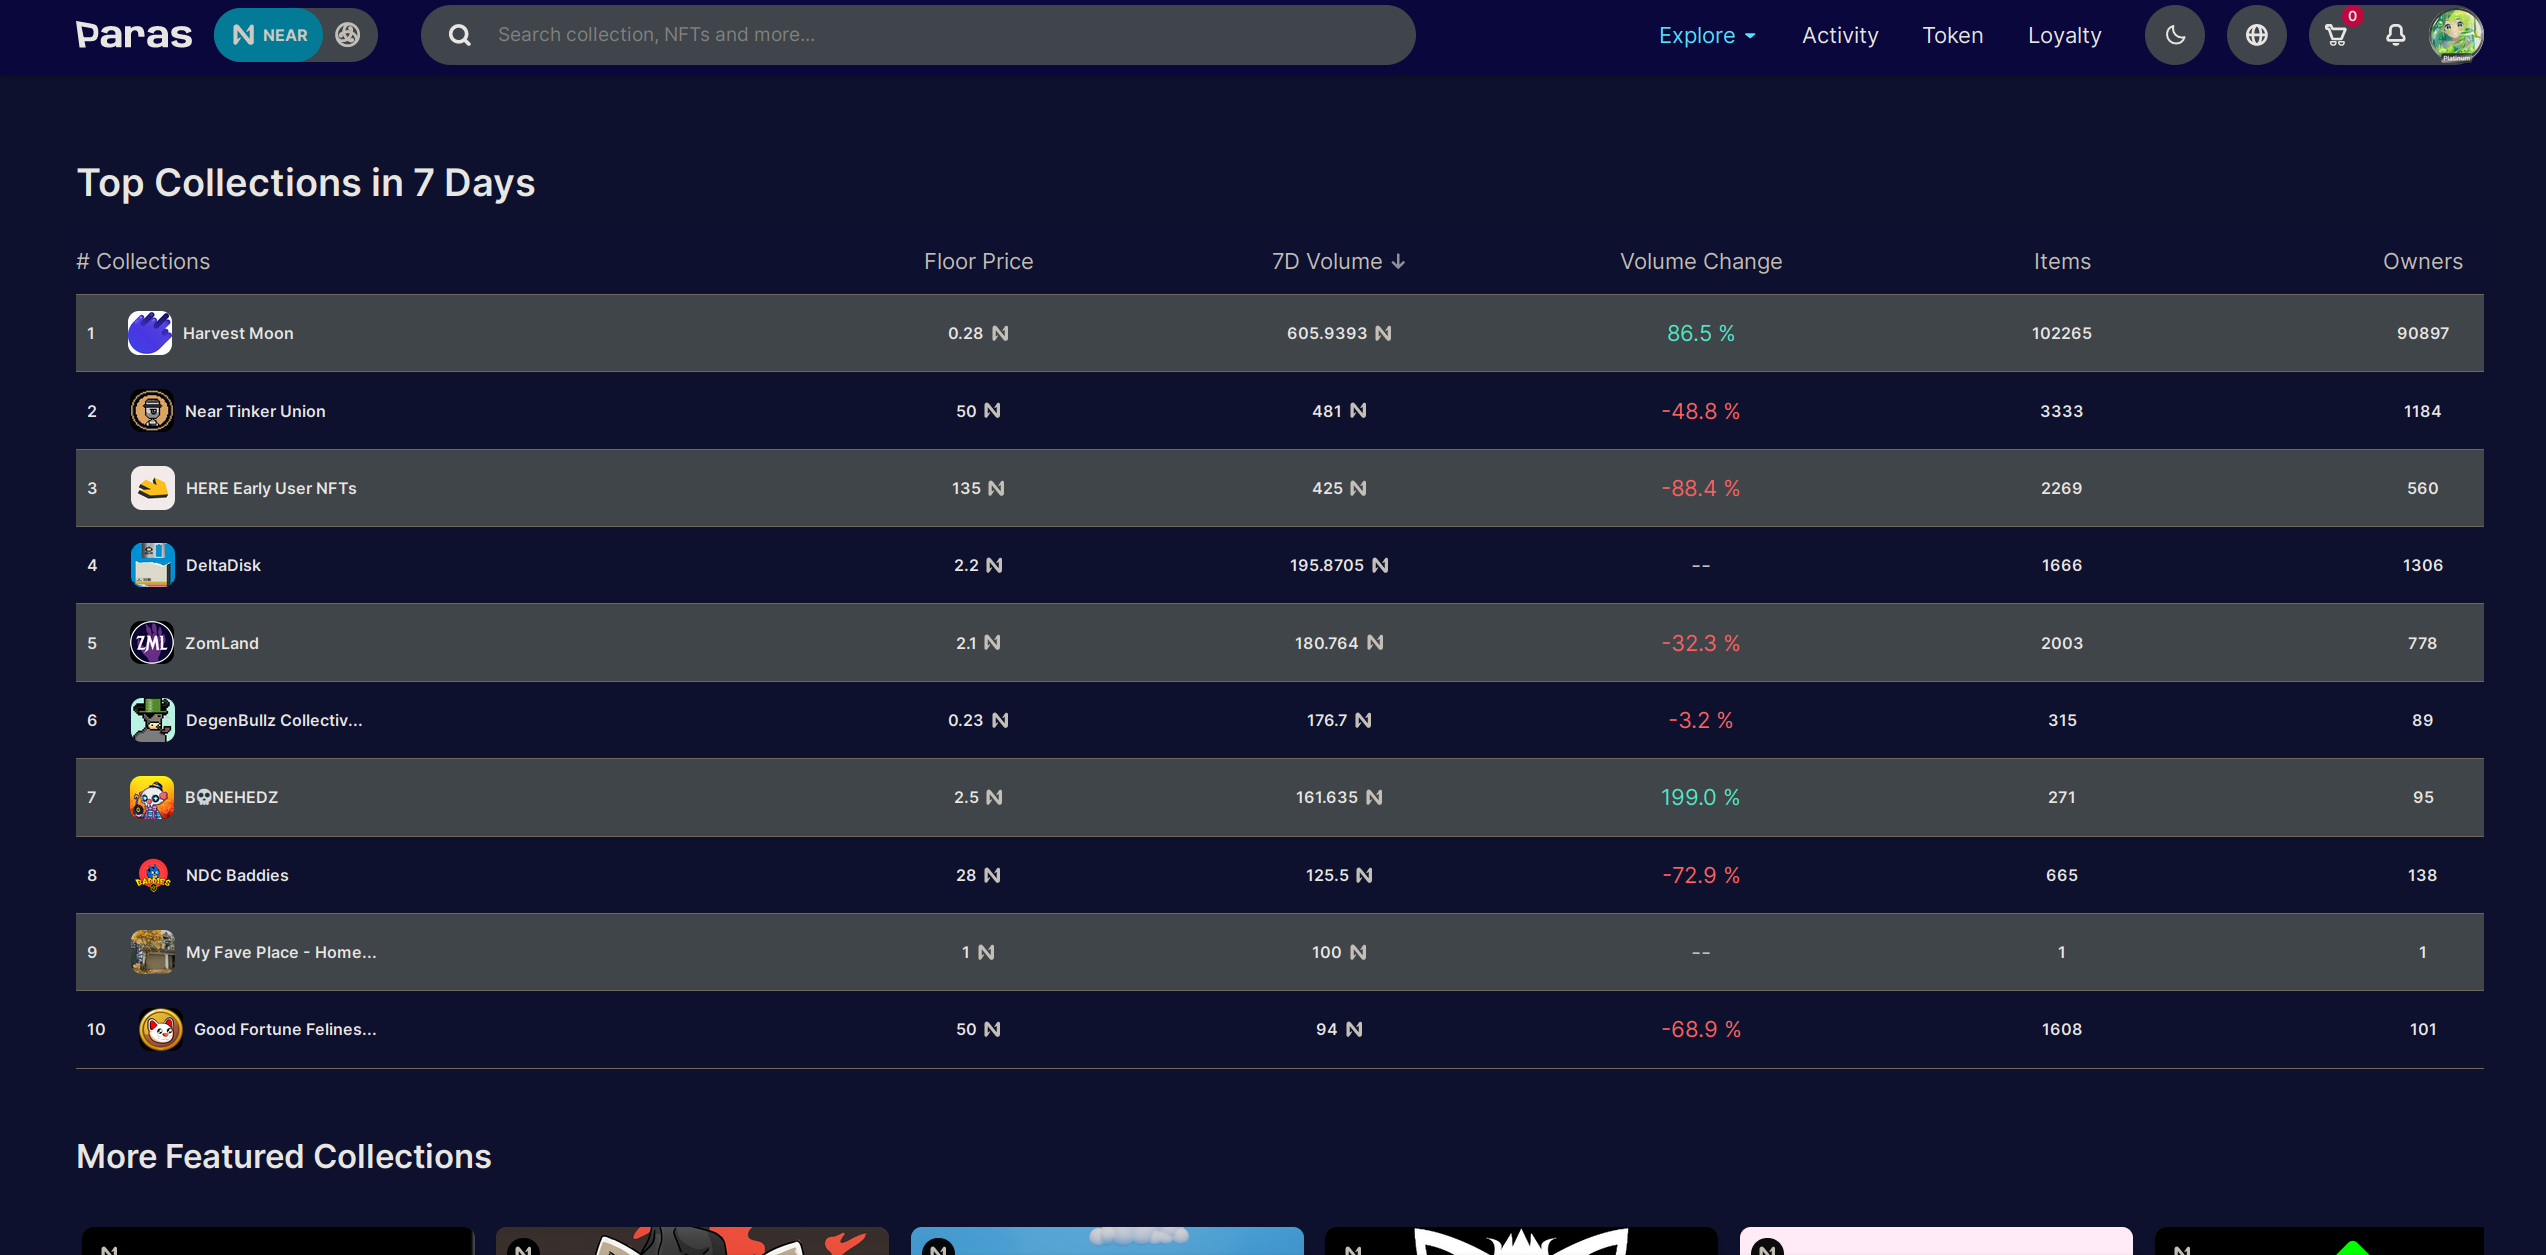 Paras NEAR Search collection, NFTs and more... Explore Activity Token Loyalty 0 Platinum
Top Collections in 7 Days
# Collections Floor Price 7D Volume ↓ Volume Change Items Owners
1 Harvest Moon 0.28 605.9393 86.5 % 102265 90897
2 Near Tinker Union 50 481 -48.8 % 3333 1184
3 HERE Early User NFTs 135 425 -88.4 % 2269 560
4 DeltaDisk 2.2 195.8705 -- 1666 1306
5 ZML ZomLand 2.1 180.764 -32.3 % 2003 778
6 DegenBullz Collectiv... 0.23 176.7 -3.2 % 315 89
7 B💀NEHEDZ 2.5 161.635 199.0 % 271 95
8 BADDIES NDC Baddies 28 125.5 -72.9 % 665 138
9 My Fave Place - Home... 1 100 -- 1 1
10 Good Fortune Felines... 50 94 -68.9 % 1608 101
More Featured Collections